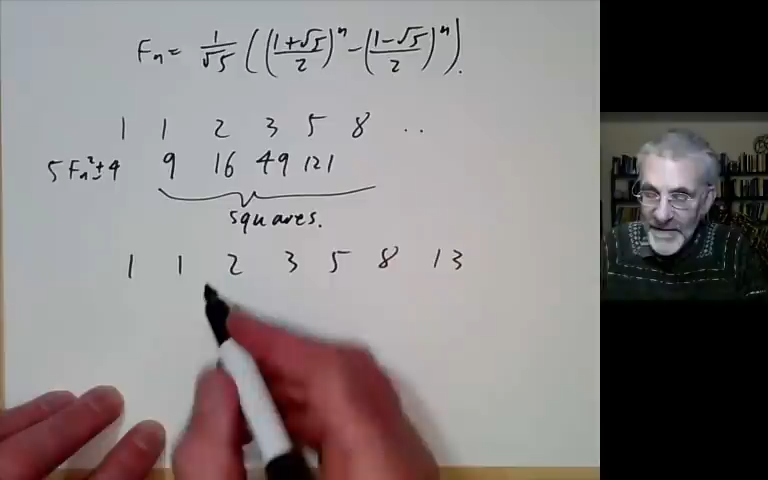 Fₙ = 1/√5 (((1+√5)/2)ⁿ − ((1−√5)/2)ⁿ).
1 1 2 3 5 8 ..
5Fₙ²±4 9 16 49 121
squares.
1 1 2 3 5 8 13